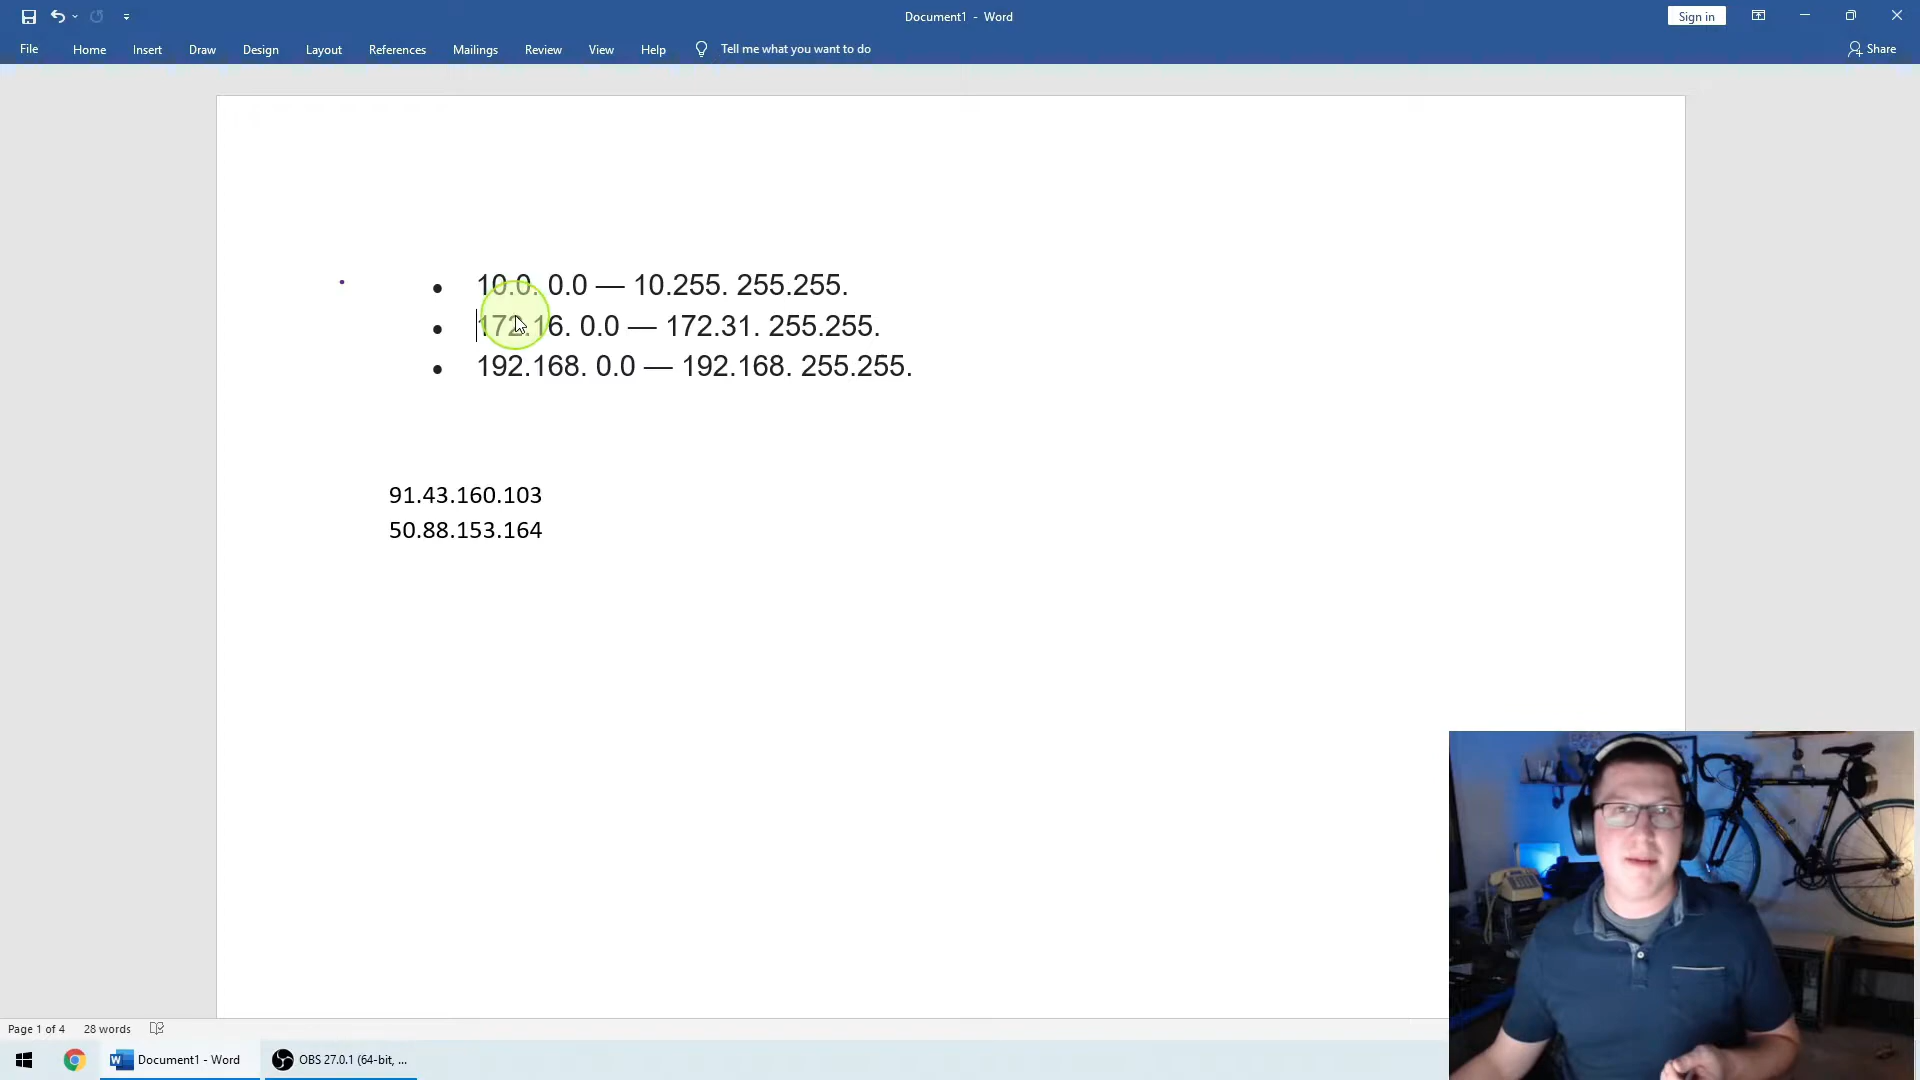 Document1 - Word
Sign in
File Home Insert Draw Design Layout References Mailings Review View Help Tell me what you want to do Share
• 10.0. 0.0 — 10.255. 255.255.
• 172.16. 0.0 — 172.31. 255.255.
• 192.168. 0.0 — 192.168. 255.255.
91.43.160.103
50.88.153.164
Page 1 of 4 28 words
Document1 - Word OBS 27.0.1 (64-bit, ...